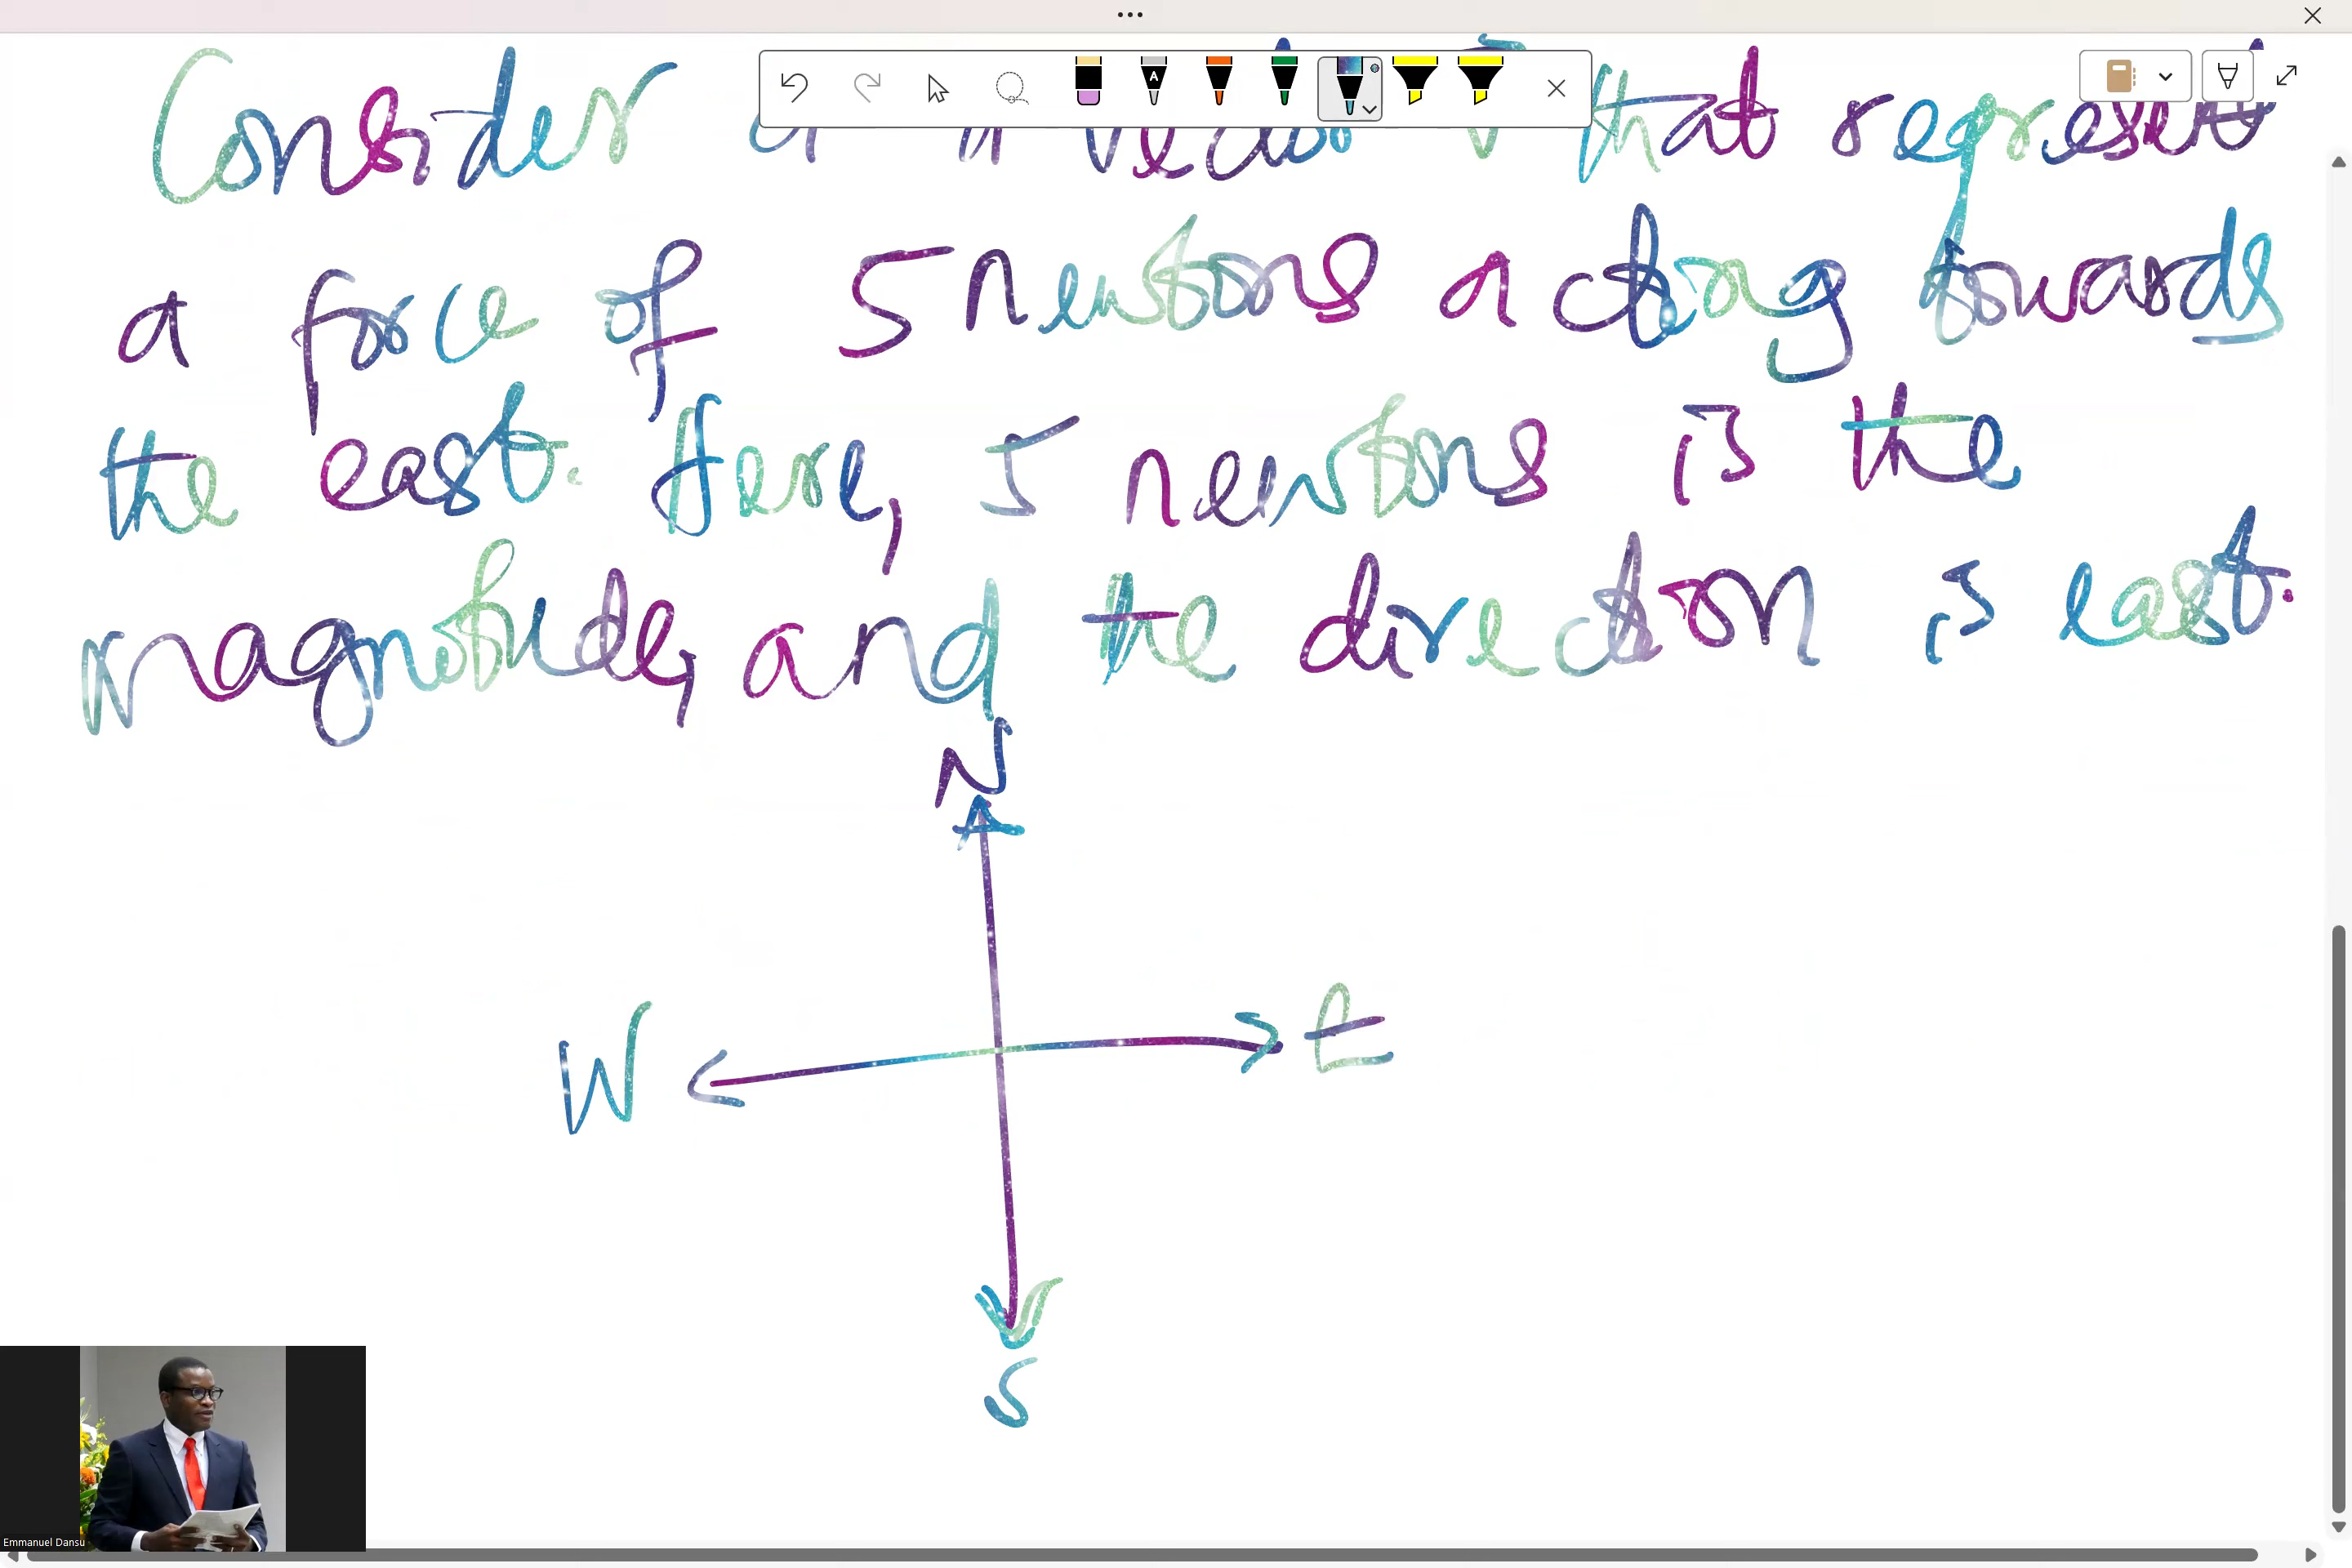 Consider a vector that represents
a force of 5 newtons acting towards
the east. Here, 5 newtons is the
magnitude, and the direction is east.
N
W E
S
Emmanuel Dansu